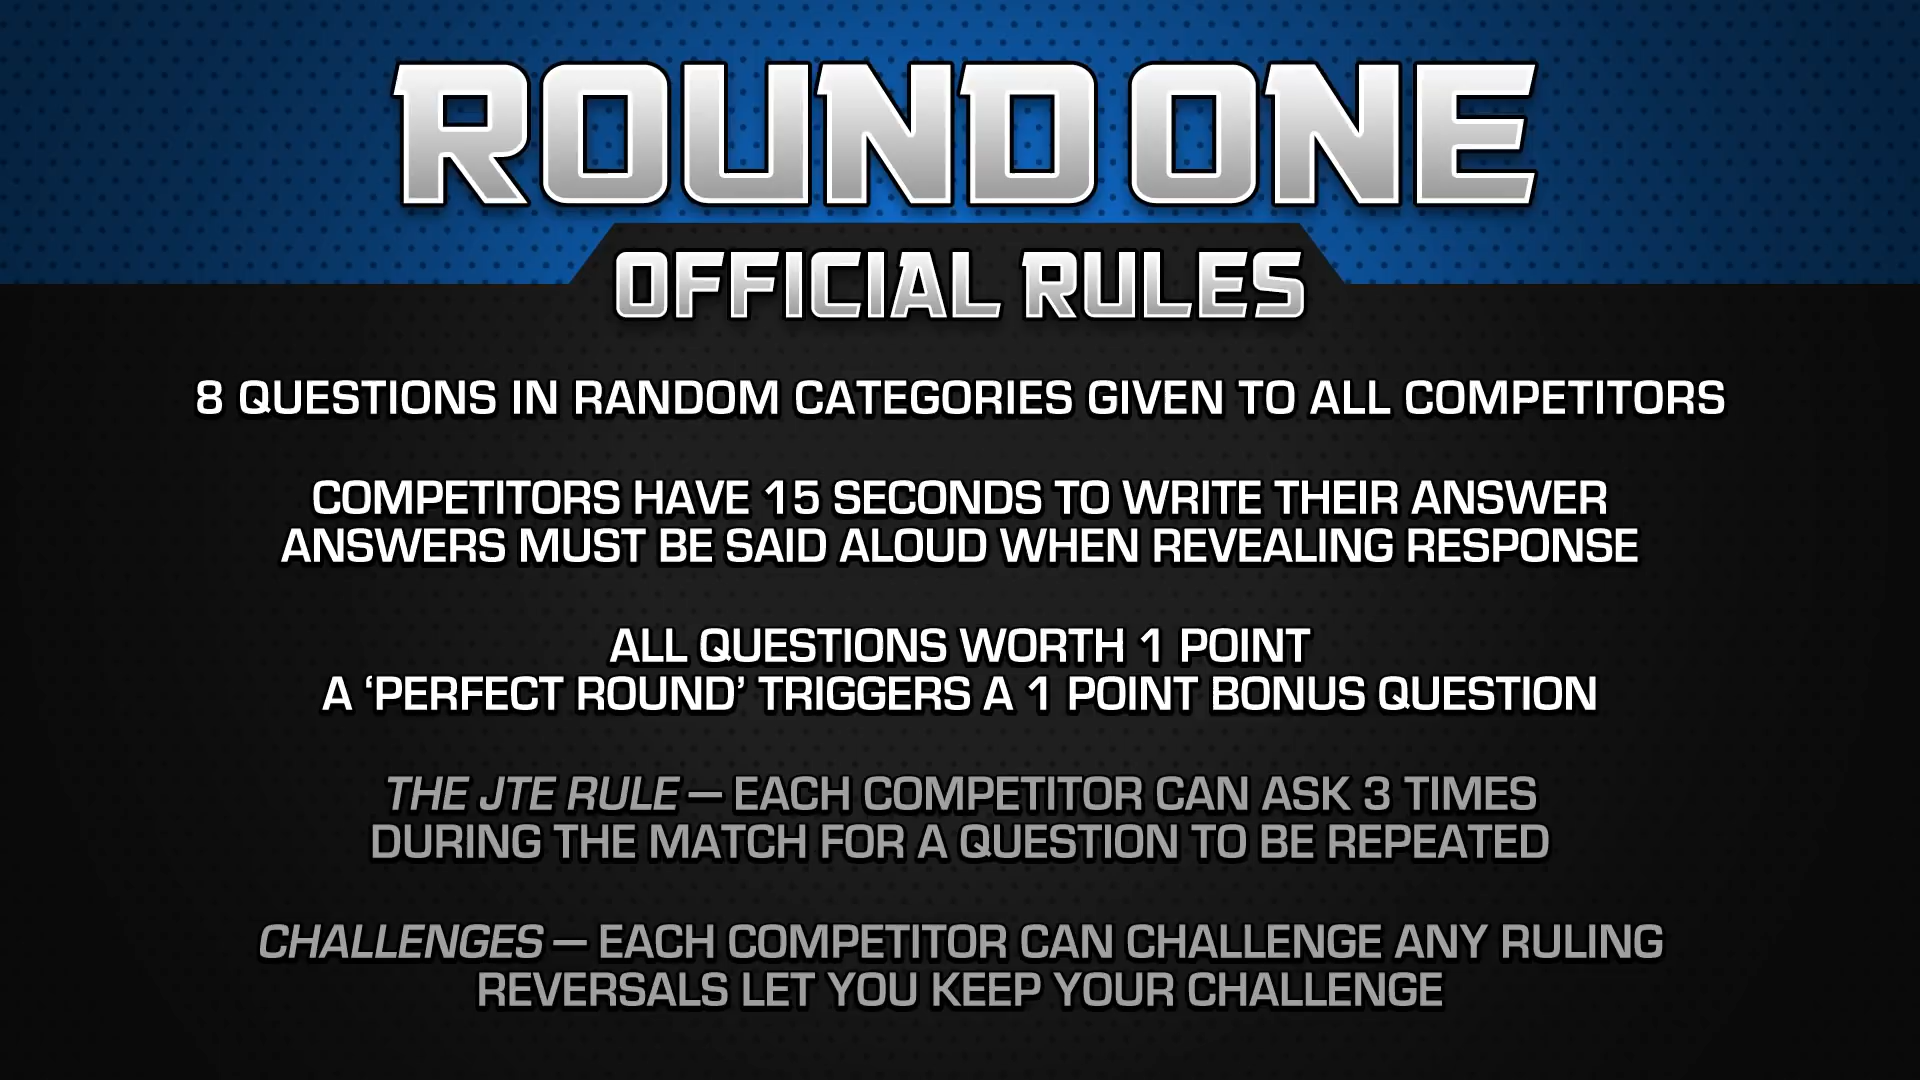 ROUND ONE
OFFICIAL RULES
8 QUESTIONS IN RANDOM CATEGORIES GIVEN TO ALL COMPETITORS
COMPETITORS HAVE 15 SECONDS TO WRITE THEIR ANSWER
ANSWERS MUST BE SAID ALOUD WHEN REVEALING RESPONSE
ALL QUESTIONS WORTH 1 POINT
A ‘PERFECT ROUND’ TRIGGERS A 1 POINT BONUS QUESTION
THE JTE RULE — EACH COMPETITOR CAN ASK 3 TIMES
DURING THE MATCH FOR A QUESTION TO BE REPEATED
CHALLENGES — EACH COMPETITOR CAN CHALLENGE ANY RULING
REVERSALS LET YOU KEEP YOUR CHALLENGE